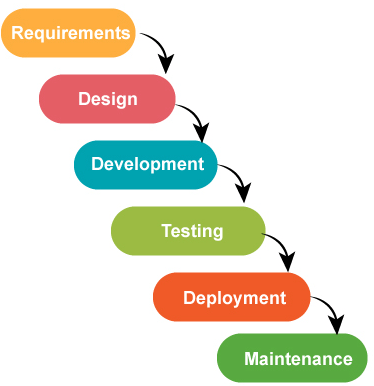 Requirements
Design
Development
Testing
Deployment
Maintenance